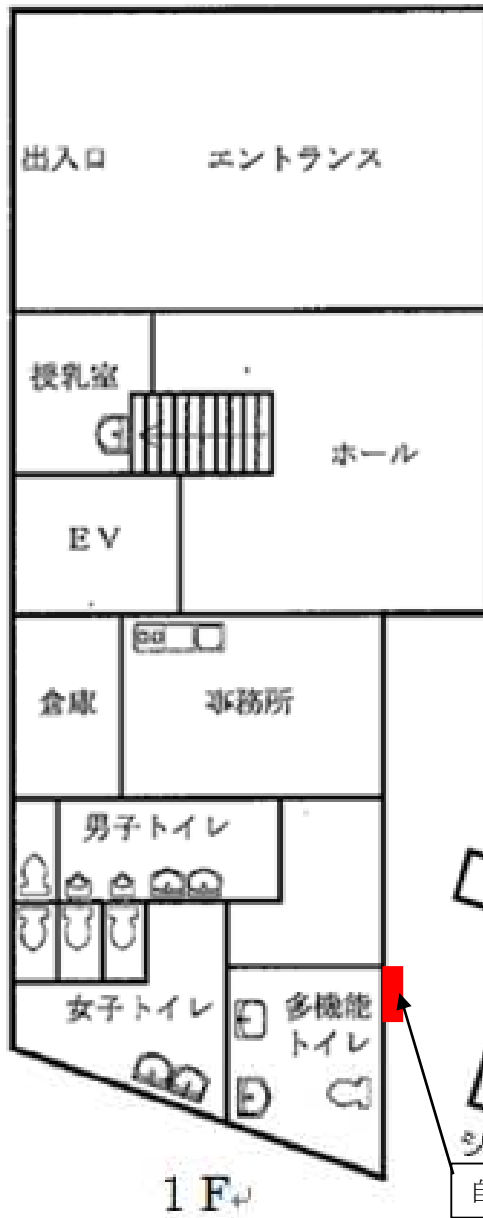 出入口 エントランス
授乳室
ホール
EV
倉庫 事務所
男子トイレ
女子トイレ
多機能
トイレ
1F